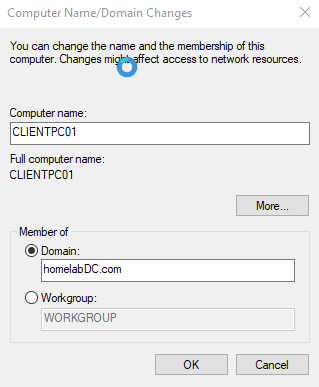 Computer Name/Domain Changes
You can change the name and the membership of this
computer. Changes might affect access to network resources.
Computer name:
CLIENTPC01
Full computer name:
CLIENTPC01
More...
Member of
Domain:
homelabDC.com
Workgroup:
WORKGROUP
OK
Cancel